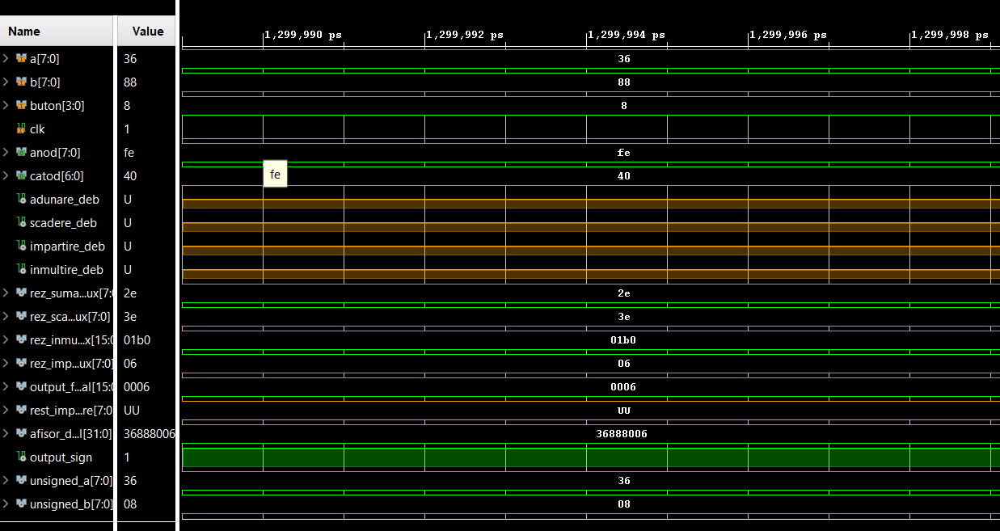 Name Value
1,299,990 ps 1,299,992 ps 1,299,994 ps 1,299,996 ps 1,299,998 ps
a[7:0] 36 36
b[7:0] 88 88
buton[3:0] 8 8
clk 1
anod[7:0] fe fe
catod[6:0] 40 fe 40
adunare_deb U
scadere_deb U
impartire_deb U
inmultire_deb U
rez_suma...ux[7:0 2e 2e
rez_sca...ux[7:0] 3e 3e
rez_inmu...x[15:0 01b0 01b0
rez_imp...ux[7:0] 06 06
output_f...al[15:0 0006 0006
rest_imp...re[7:0 UU UU
afisor_d...l[31:0] 36888006 36888006
output_sign 1
unsigned_a[7:0] 36 36
unsigned_b[7:0] 08 08